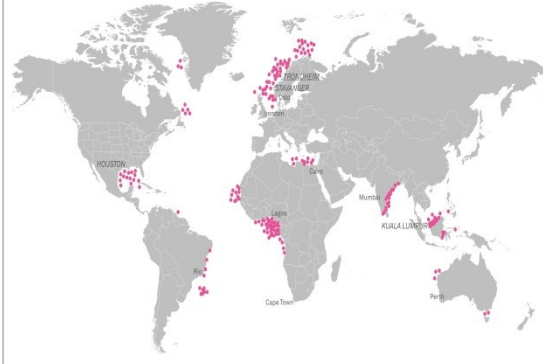 TRONDHEIM
STAVANGER
Oslo
London
HOUSTON
Cairo
Mumbai
Lagos
KUALA LUMPUR
Rio
Perth
Cape Town